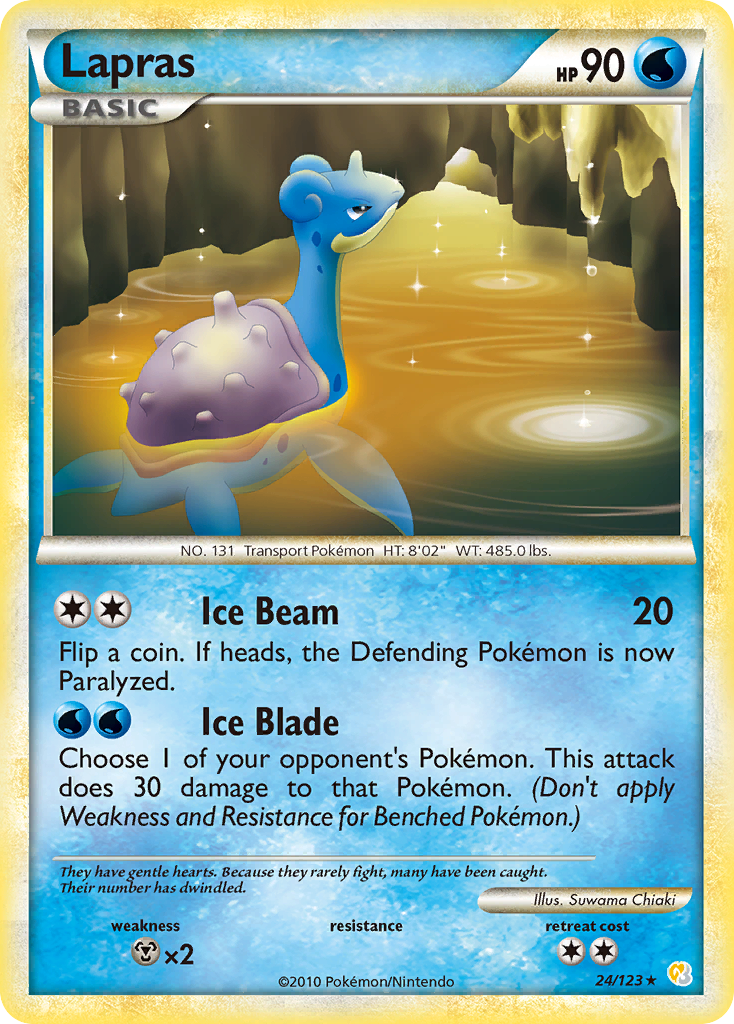 Lapras
HP 90
BASIC
NO. 131 Transport Pokémon HT: 8'02" WT: 485.0 lbs.
Ice Beam 20
Flip a coin. If heads, the Defending Pokémon is now
Paralyzed.
Ice Blade
Choose 1 of your opponent's Pokémon. This attack
does 30 damage to that Pokémon. (Don't apply
Weakness and Resistance for Benched Pokémon.)
They have gentle hearts. Because they rarely fight, many have been caught.
Their number has dwindled.
Illus. Suwama Chiaki
weakness resistance retreat cost
×2
©2010 Pokémon/Nintendo
24/123★